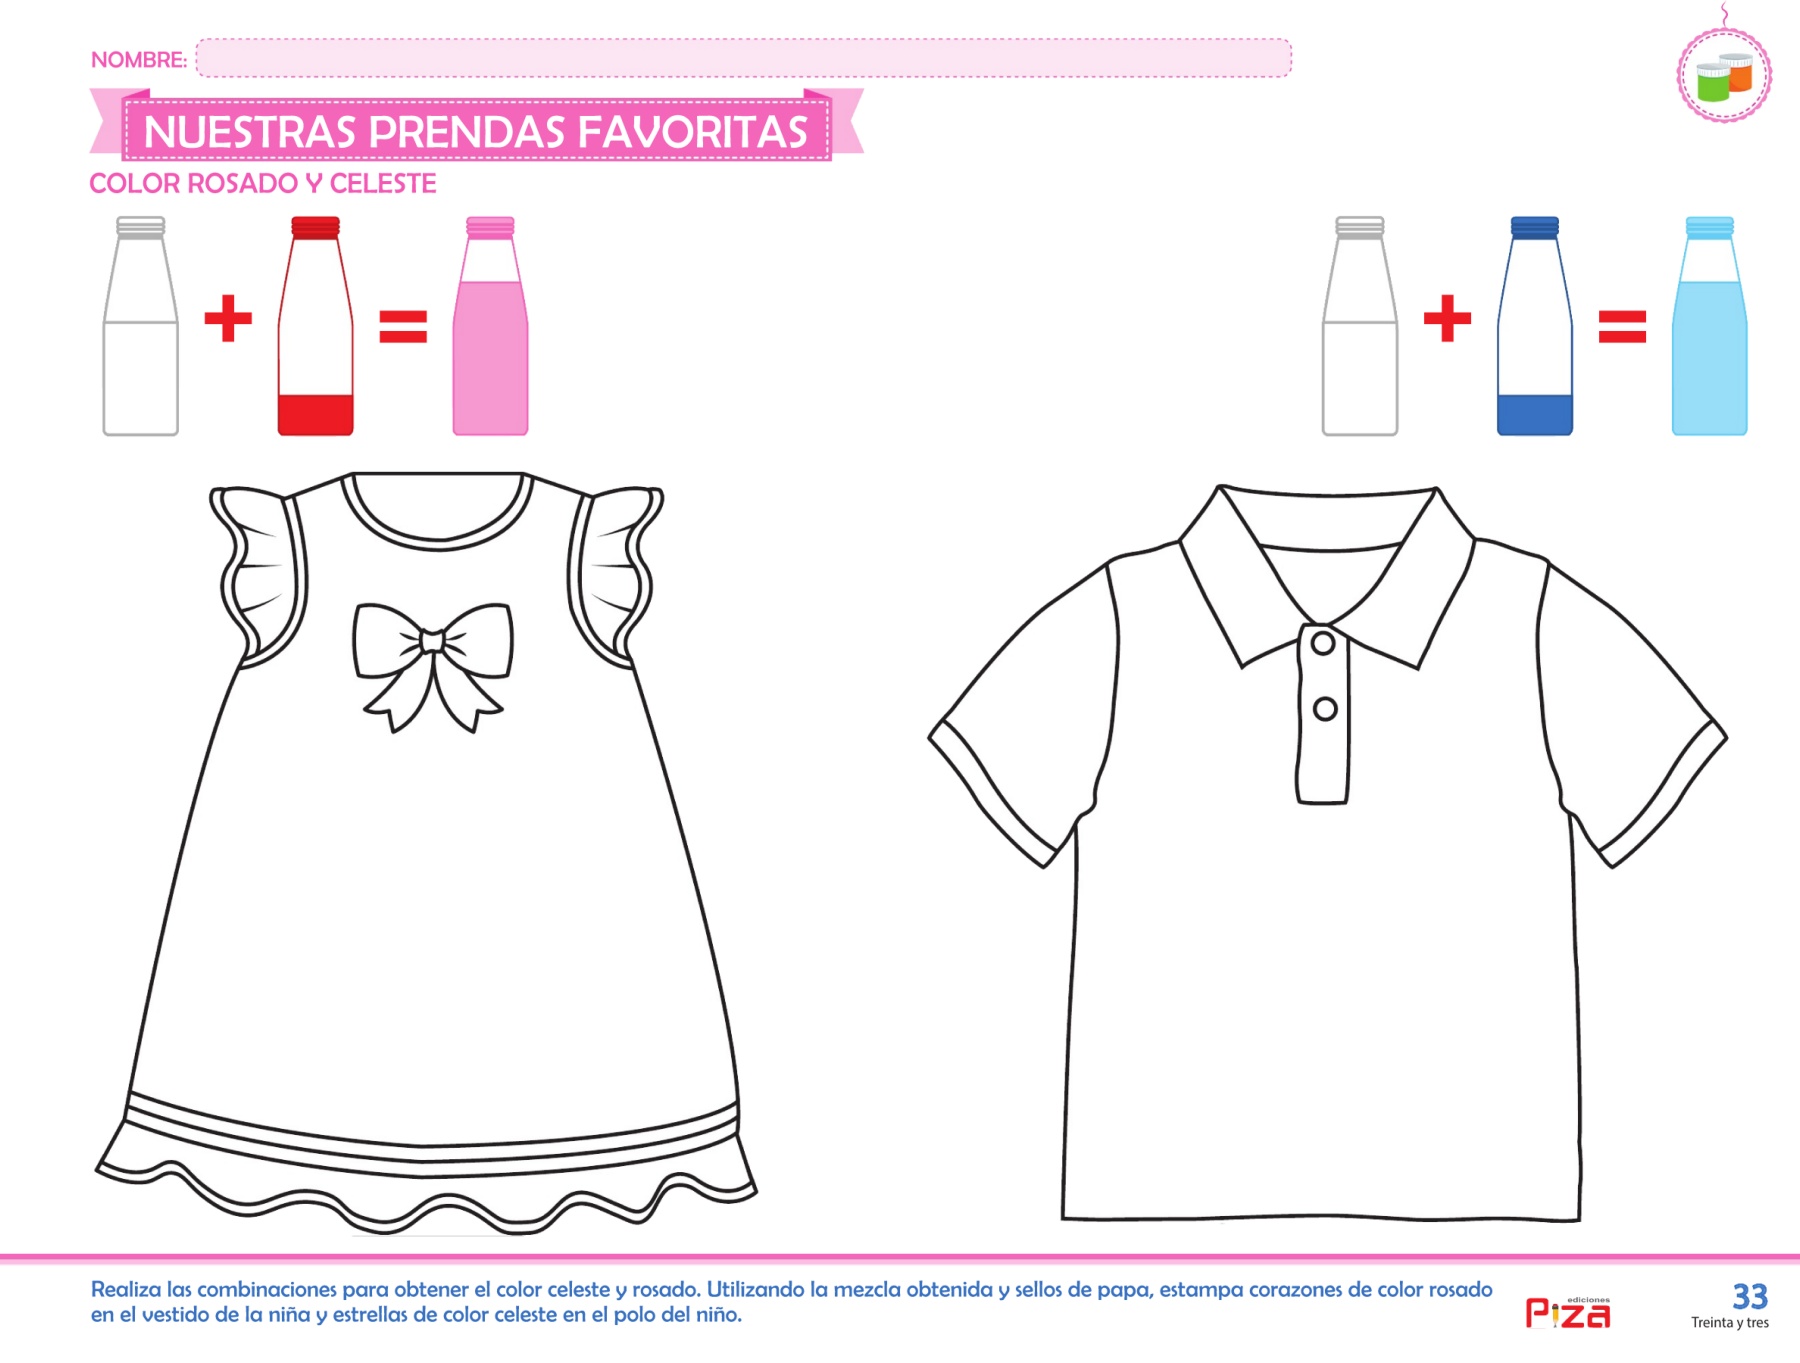 NOMBRE:
NUESTRAS PRENDAS FAVORITAS
COLOR ROSADO Y CELESTE
Realiza las combinaciones para obtener el color celeste y rosado. Utilizando la mezcla obtenida y sellos de papa, estampa corazones de color rosado
en el vestido de la niña y estrellas de color celeste en el polo del niño.
ediciones
Piza
33
Treinta y tres